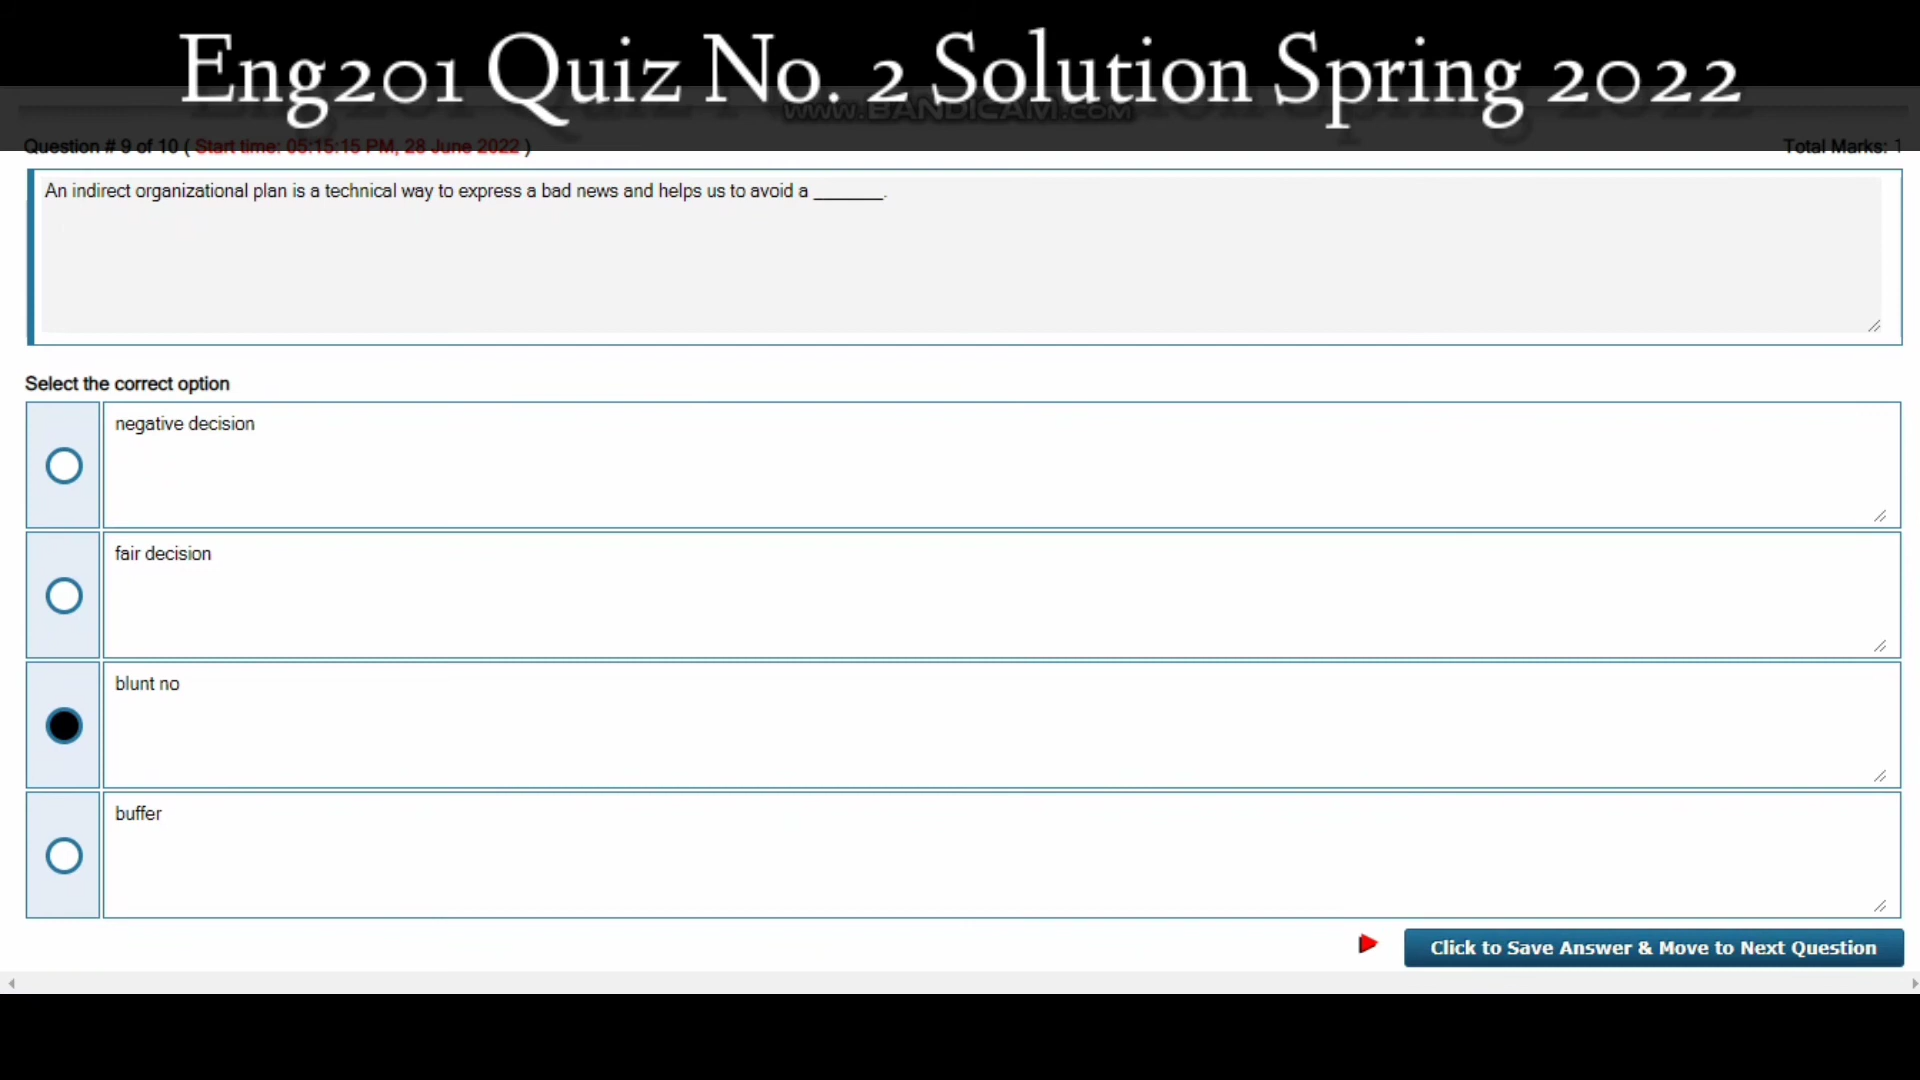 Eng201 Quiz No. 2 Solution Spring 2022
www.BANDICAM.COM
Question # 9 of 10 ( Start time: 05:15:15 PM, 28 June 2022 )
Total Marks: 1
An indirect organizational plan is a technical way to express a bad news and helps us to avoid a _______.
Select the correct option
negative decision
fair decision
blunt no
buffer
Click to Save Answer & Move to Next Question